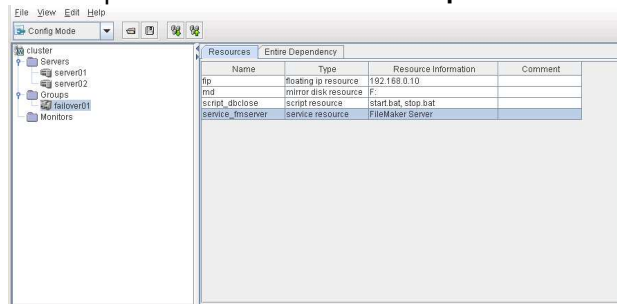 File View Edit Help
Config Mode
cluster
Servers
server01
server02
Groups
failover01
Monitors
Resources Entire Dependency
Name Type Resource Information Comment
fip floating ip resource 192.168.0.10
md mirror disk resource F:
script_dbclose script resource start.bat, stop.bat
service_fmserver service resource FileMaker Server